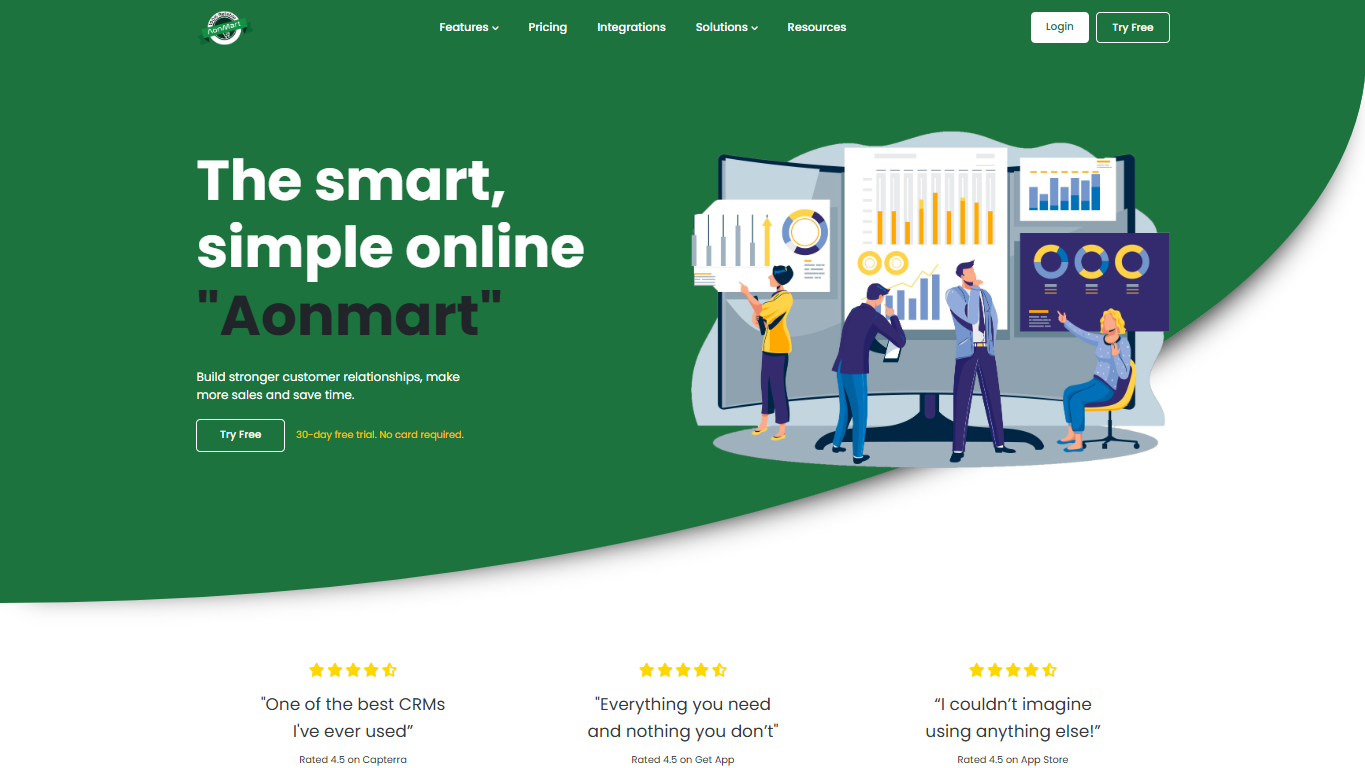 AonMart
Features
Pricing
Integrations
Solutions
Resources
Login
Try Free
The smart,
simple online
"Aonmart"
Build stronger customer relationships, make
more sales and save time.
Try Free
30-day free trial. No card required.
"One of the best CRMs
I've ever used”
Rated 4.5 on Capterra
"Everything you need
and nothing you don’t"
Rated 4.5 on Get App
“I couldn’t imagine
using anything else!”
Rated 4.5 on App Store